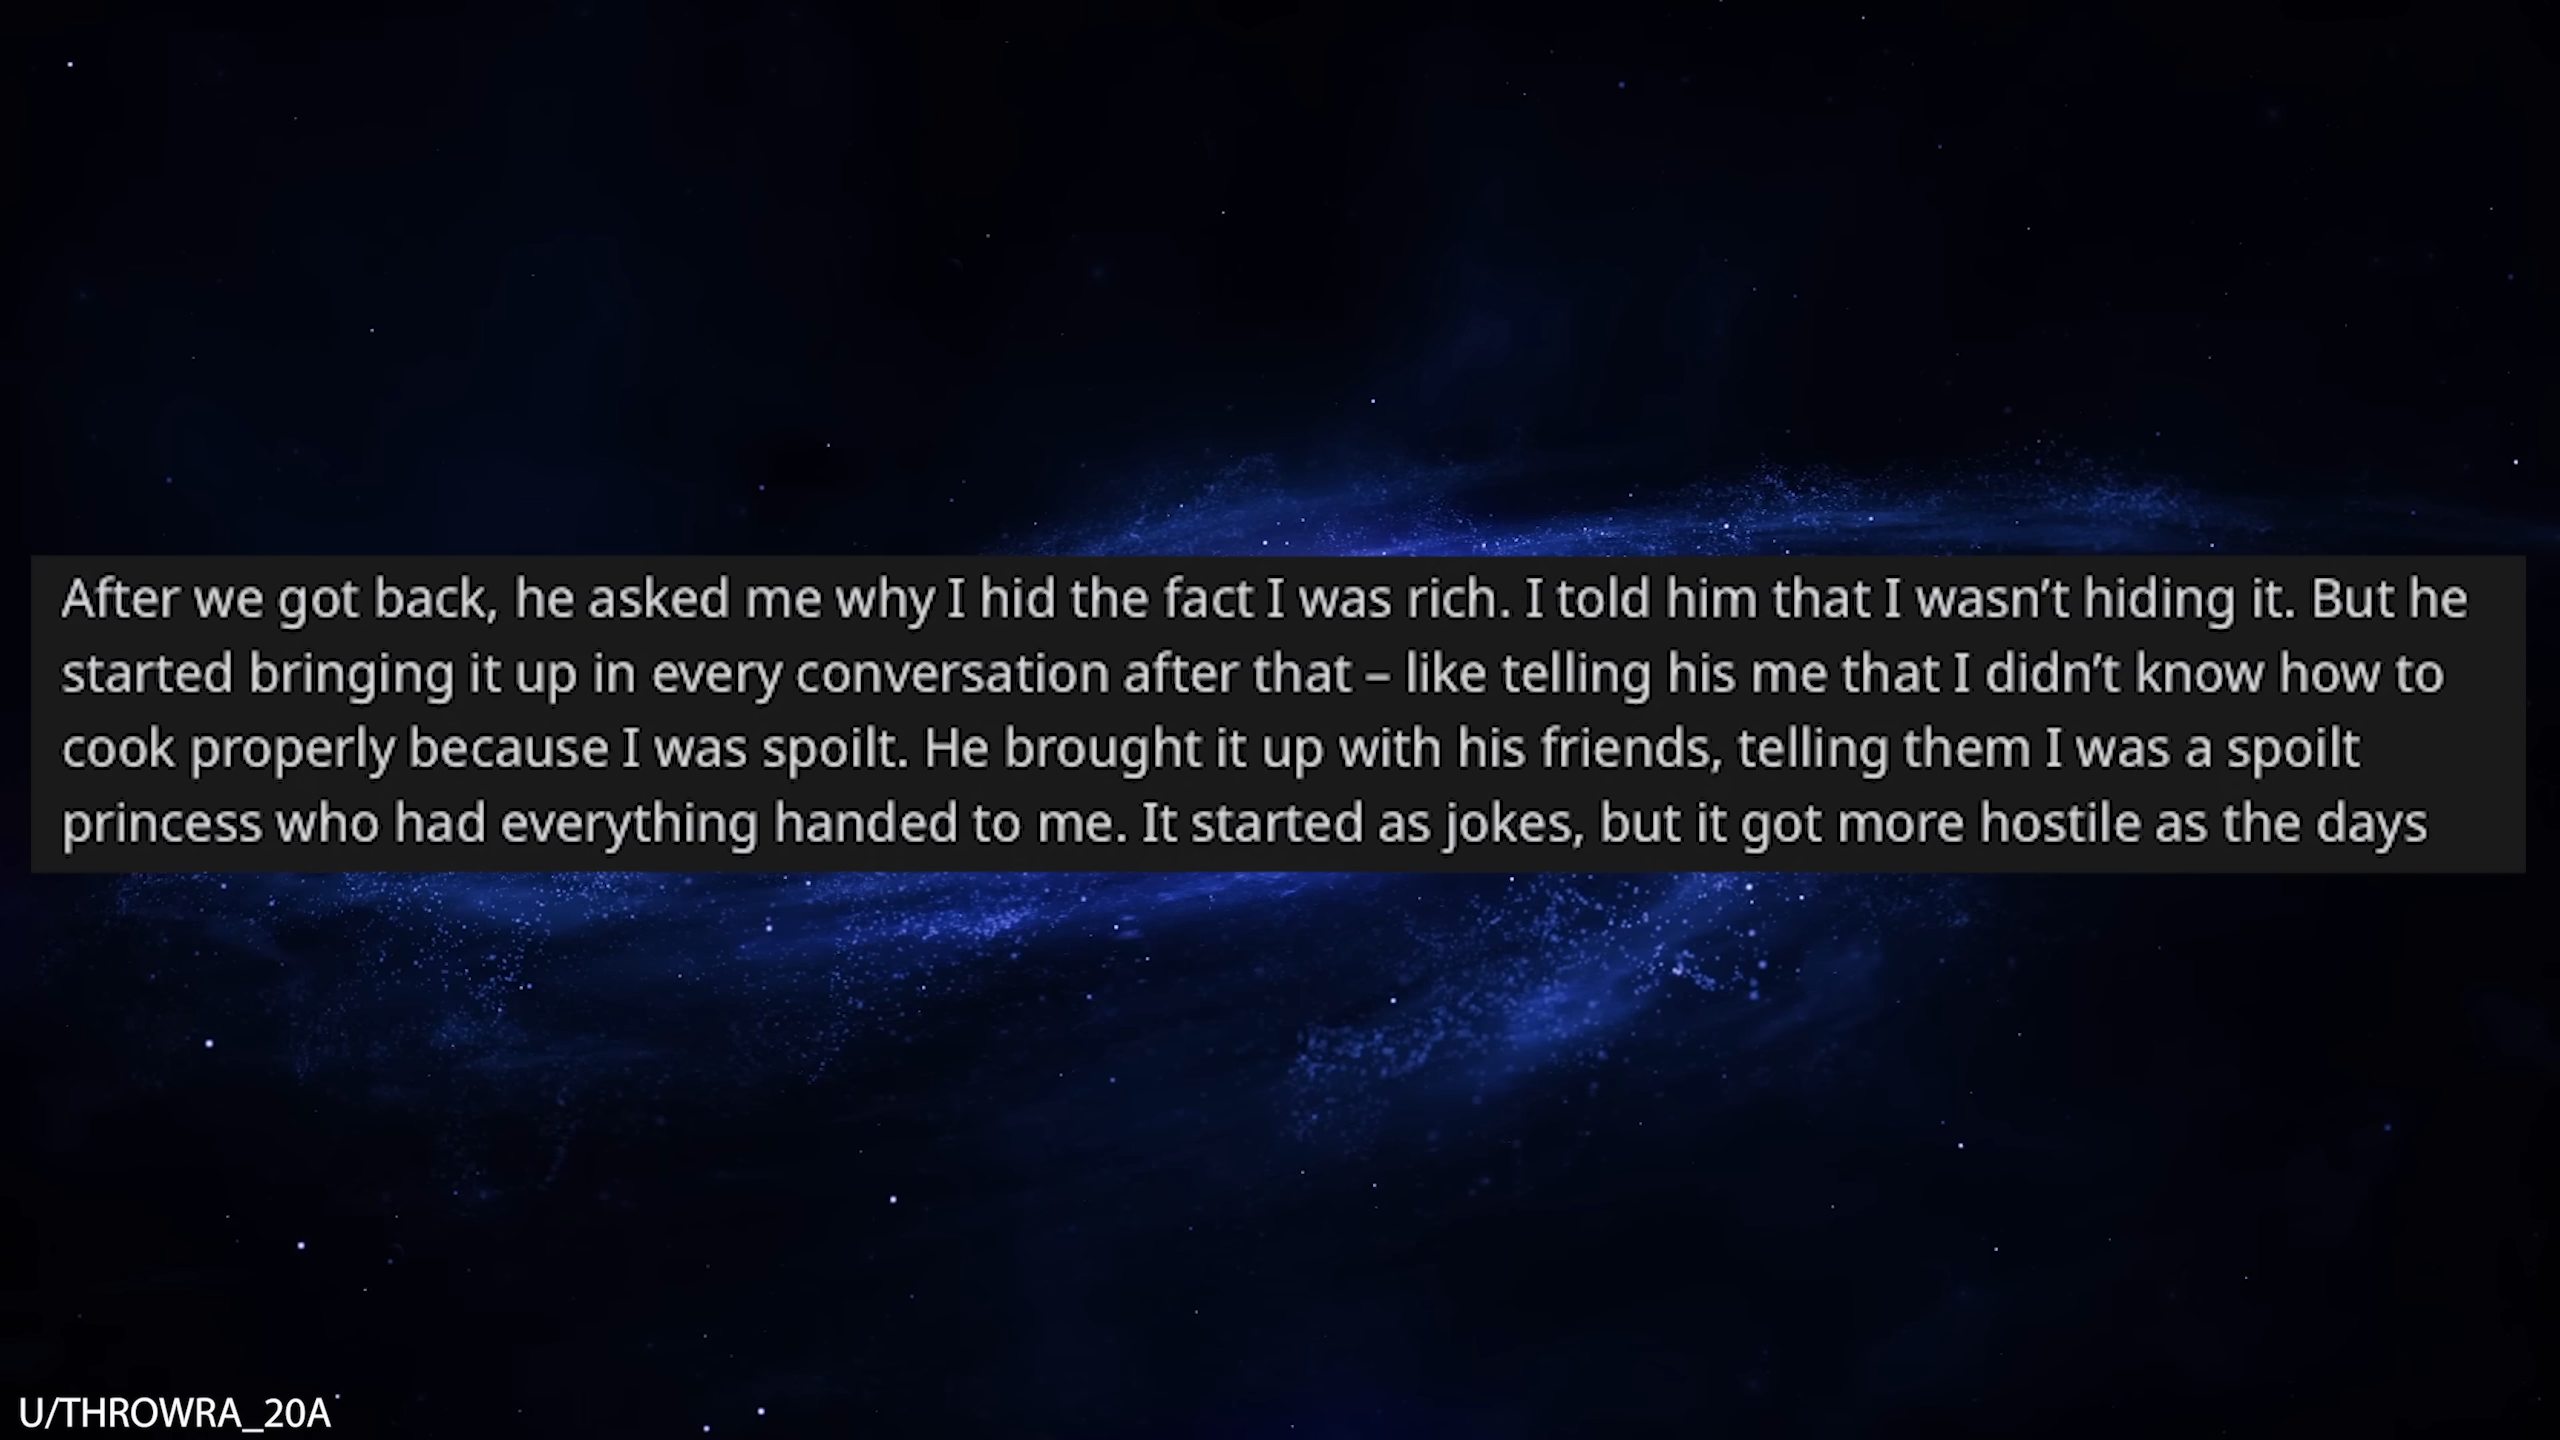 After we got back, he asked me why I hid the fact I was rich. I told him that I wasn’t hiding it. But he
started bringing it up in every conversation after that – like telling his me that I didn’t know how to
cook properly because I was spoilt. He brought it up with his friends, telling them I was a spoilt
princess who had everything handed to me. It started as jokes, but it got more hostile as the days
U/THROWRA_20A